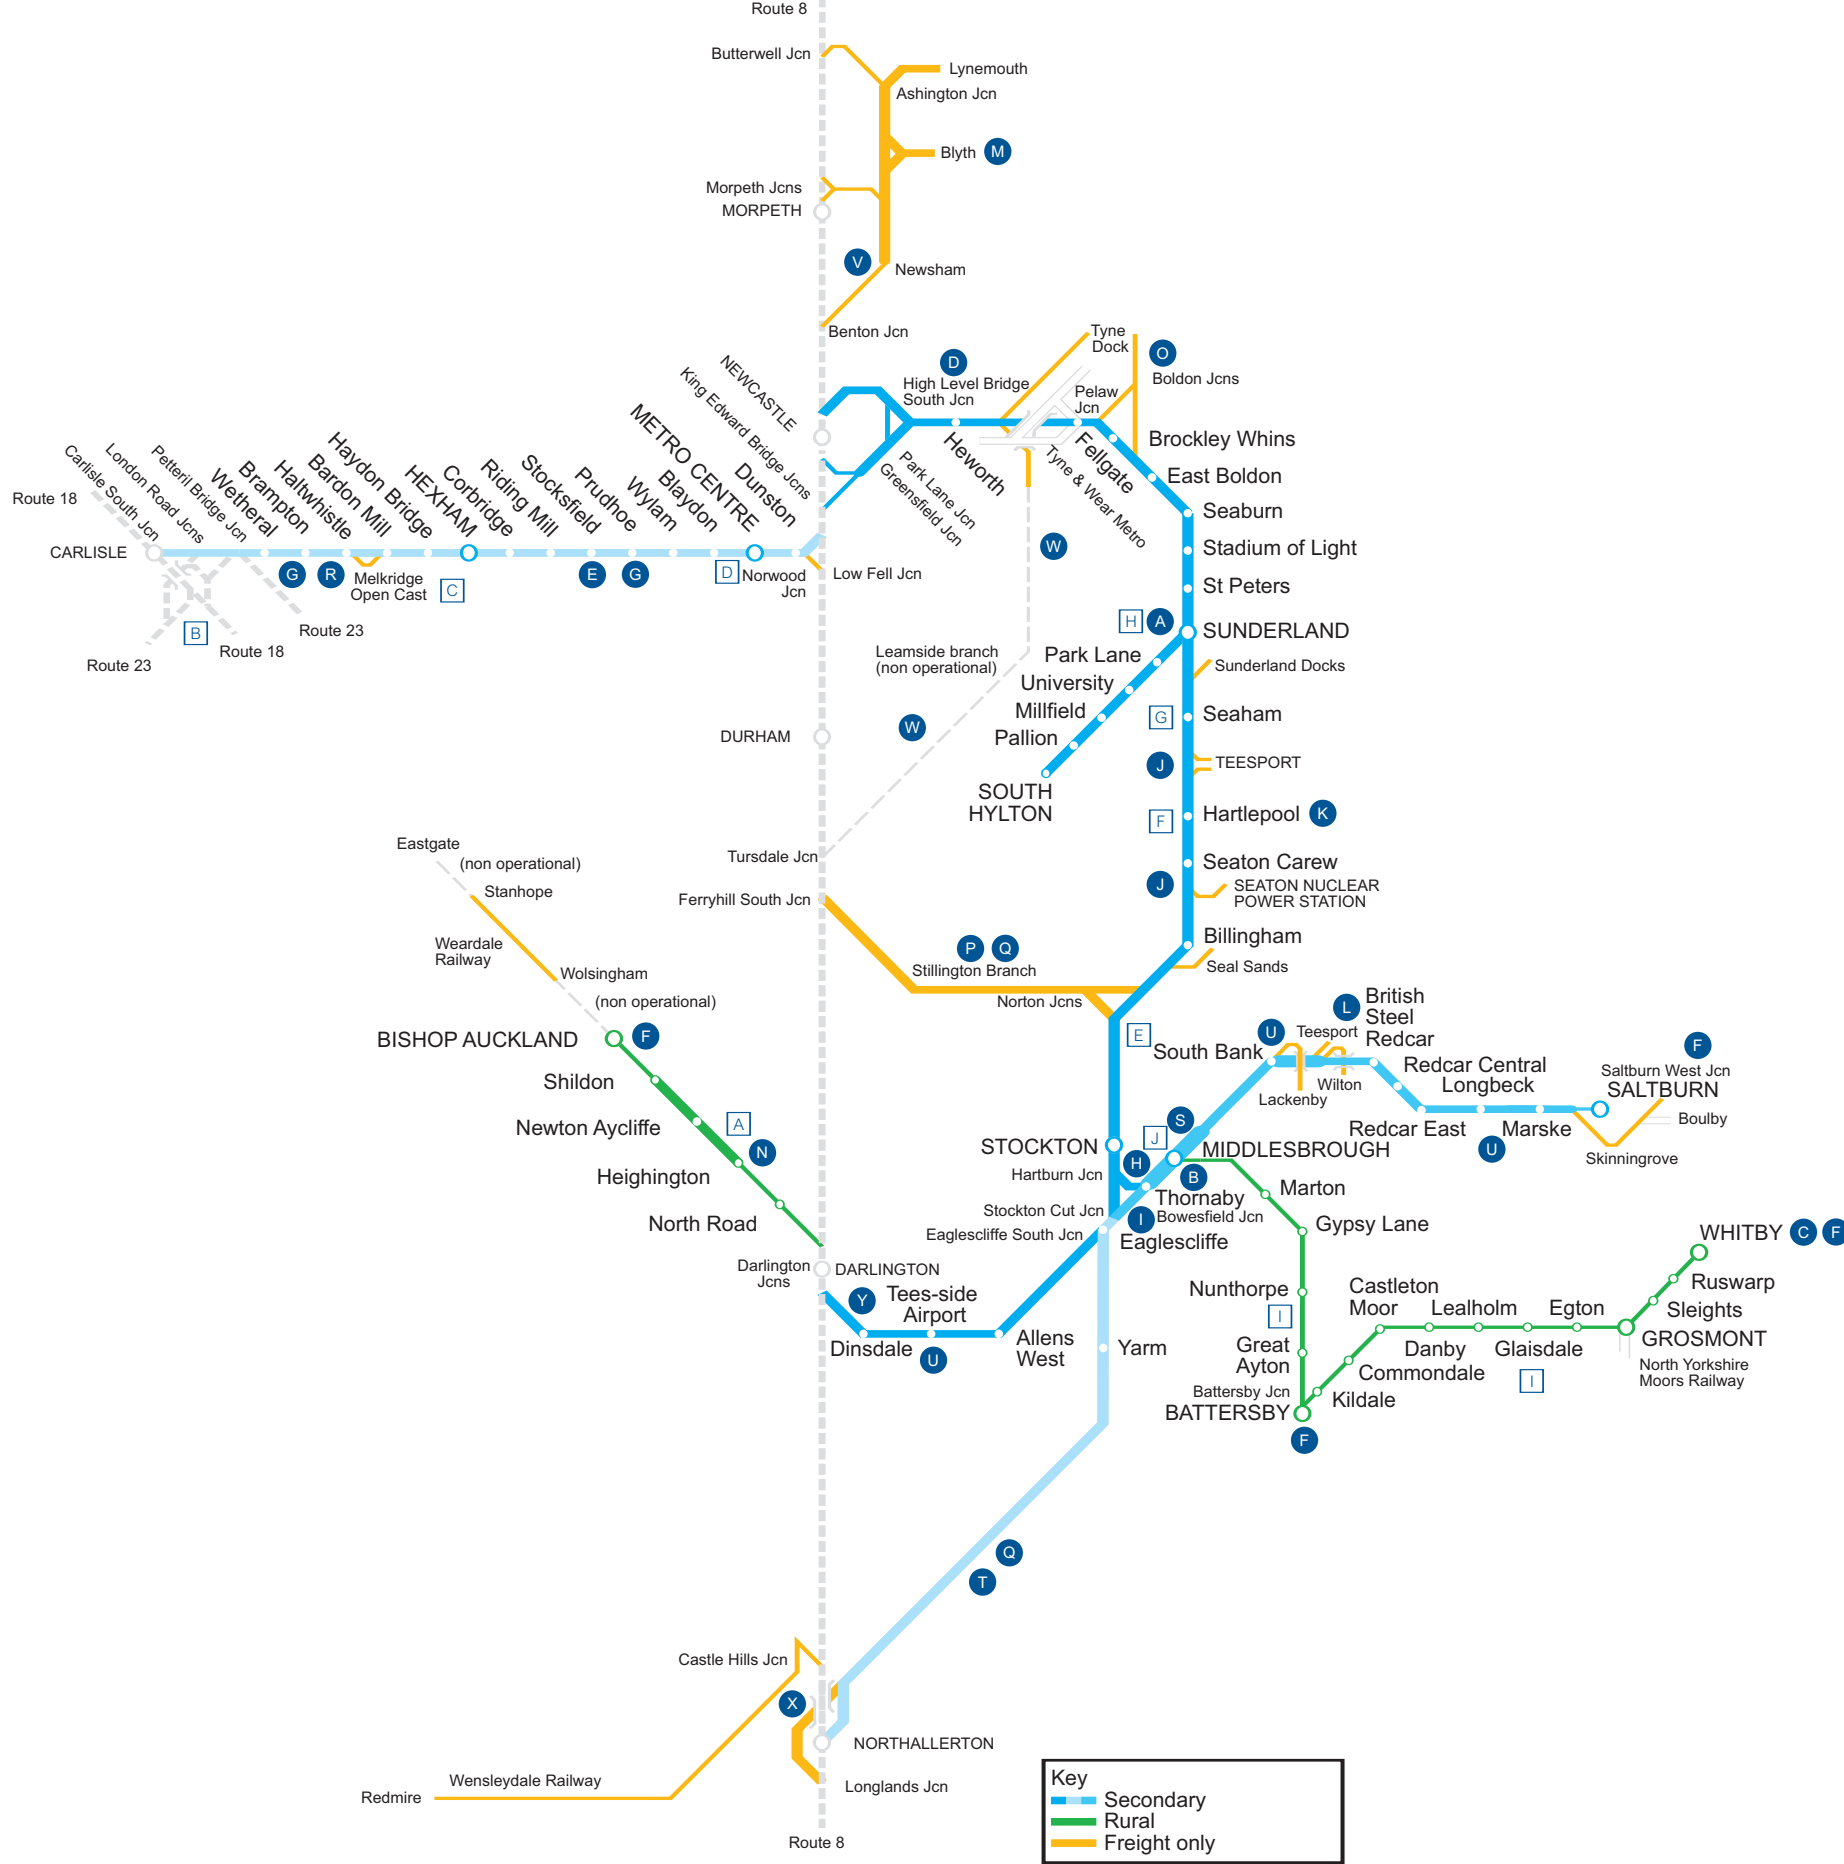 Route 8
Butterwell Jcn
Lynemouth
Ashington Jcn
Blyth
M
Morpeth Jcns
MORPETH
V
Newsham
Benton Jcn
Tyne
Dock
O
Boldon Jcns
D
High Level Bridge
South Jcn
Pelaw
Jcn
NEWCASTLE
King Edward Bridge Jcns
Park Lane Jcn
Greensfield Jcn
Heworth
Tyne & Wear Metro
Fellgate
Brockley Whins
East Boldon
Seaburn
Stadium of Light
St Peters
Route 18
Carlisle South Jcn
London Road Jcns
Petteril Bridge Jcn
Wetheral
Brampton
Haltwhistle
Bardon Mill
Haydon Bridge
HEXHAM
Corbridge
Riding Mill
Stocksfield
Prudhoe
Wylam
Blaydon
METRO CENTRE
Dunston
CARLISLE
G
R
Melkridge
Open Cast
C
E
G
D
Norwood
Jcn
Low Fell Jcn
W
B
Route 23
Route 18
Route 23
H
A
SUNDERLAND
Leamside branch
(non operational)
Park Lane
Sunderland Docks
University
Millfield
Pallion
G
Seaham
W
DURHAM
J
TEESPORT
SOUTH
HYLTON
F
Hartlepool
K
Eastgate
(non operational)
Stanhope
Tursdale Jcn
Seaton Carew
J
SEATON NUCLEAR
POWER STATION
Ferryhill South Jcn
Weardale
Railway
Wolsingham
(non operational)
P
Q
Stillington Branch
Norton Jcns
Billingham
Seal Sands
BISHOP AUCKLAND
F
Shildon
Newton Aycliffe
A
N
Heighington
North Road
E
South Bank
U
Teesport
L
British
Steel
Redcar
Wilton
Lackenby
Redcar Central
Longbeck
F
Saltburn West Jcn
SALTBURN
Boulby
Redcar East
Marske
U
Skinningrove
S
J
STOCKTON
MIDDLESBROUGH
Hartburn Jcn
H
B
Thornaby
Bowesfield Jcn
Marton
Stockton Cut Jcn
I
Gypsy Lane
Eaglescliffe South Jcn
Eaglescliffe
WHITBY
C
F
Darlington
Jcns
DARLINGTON
Y
Tees-side
Airport
Dinsdale
U
Allens
West
Yarm
Nunthorpe
I
Great
Ayton
Battersby Jcn
BATTERSBY
F
Castleton
Moor
Lealholm
Egton
Ruswarp
Sleights
GROSMONT
Danby
Glaisdale
Commondale
Kildale
I
North Yorkshire
Moors Railway
Q
T
Castle Hills Jcn
X
NORTHALLERTON
Wensleydale Railway
Redmire
Longlands Jcn
Route 8
Key
Secondary
Rural
Freight only